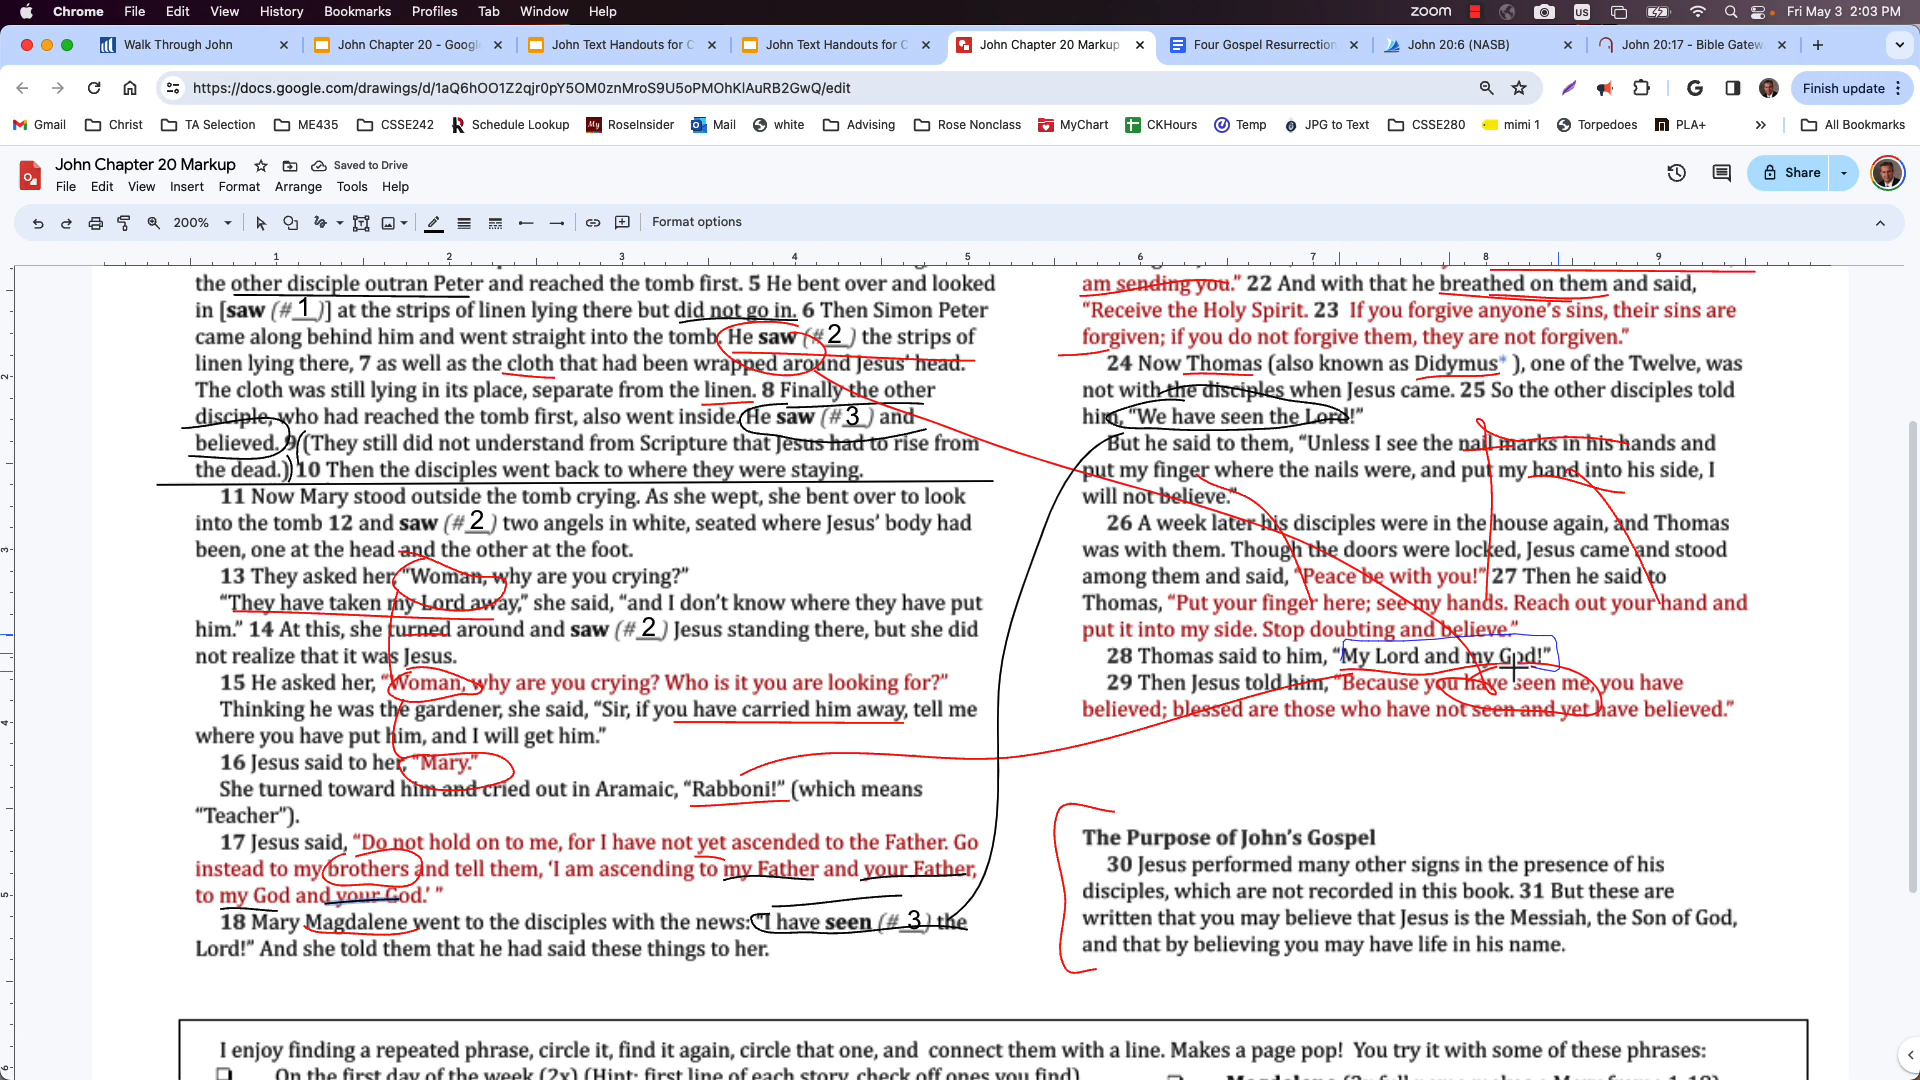 Chrome File Edit View History Bookmarks Profiles Tab Window Help zoom US Fri May 3 2:03 PM
Walk Through John John Chapter 20 - Google John Text Handouts for C John Text Handouts for C John Chapter 20 Markup Four Gospel Resurrection John 20:6 (NASB) John 20:17 - Bible Gatew
https://docs.google.com/drawings/d/1aQ6hOO1Z2qjr0pY5OM0znMroS9U5oPMOhKlAuRB2GwQ/edit Finish update
Gmail Christ TA Selection ME435 CSSE242 Schedule Lookup RoseInsider Mail white Advising Rose Nonclass MyChart CKHours Temp JPG to Text CSSE280 mimi 1 Torpedoes PLA+ » All Bookmarks
John Chapter 20 Markup Saved to Drive
File Edit View Insert Format Arrange Tools Help Share
200% Format options
1 2 3 4 5 6 7 8 9
the other disciple outran Peter and reached the tomb first. 5 He bent over and looked
in [saw (#_1_)] at the strips of linen lying there but did not go in. 6 Then Simon Peter
came along behind him and went straight into the tomb. He saw (#_2_) the strips of
linen lying there, 7 as well as the cloth that had been wrapped around Jesus’ head.
The cloth was still lying in its place, separate from the linen. 8 Finally the other
disciple, who had reached the tomb first, also went inside. He saw (#_3_) and
believed. 9 (They still did not understand from Scripture that Jesus had to rise from
the dead.) 10 Then the disciples went back to where they were staying.
11 Now Mary stood outside the tomb crying. As she wept, she bent over to look
into the tomb 12 and saw (#_2_) two angels in white, seated where Jesus’ body had
been, one at the head and the other at the foot.
13 They asked her, “Woman, why are you crying?”
“They have taken my Lord away,” she said, “and I don’t know where they have put
him.” 14 At this, she turned around and saw (#_2_) Jesus standing there, but she did
not realize that it was Jesus.
15 He asked her, “Woman, why are you crying? Who is it you are looking for?”
Thinking he was the gardener, she said, “Sir, if you have carried him away, tell me
where you have put him, and I will get him.”
16 Jesus said to her, “Mary.”
She turned toward him and cried out in Aramaic, “Rabboni!” (which means
“Teacher”).
17 Jesus said, “Do not hold on to me, for I have not yet ascended to the Father. Go
instead to my brothers and tell them, ‘I am ascending to my Father and your Father,
to my God and your God.’ ”
18 Mary Magdalene went to the disciples with the news: “I have seen (#_3_) the
Lord!” And she told them that he had said these things to her.
am sending you.” 22 And with that he breathed on them and said,
“Receive the Holy Spirit. 23 If you forgive anyone’s sins, their sins are
forgiven; if you do not forgive them, they are not forgiven.”
24 Now Thomas (also known as Didymus* ), one of the Twelve, was
not with the disciples when Jesus came. 25 So the other disciples told
him, “We have seen the Lord!”
But he said to them, “Unless I see the nail marks in his hands and
put my finger where the nails were, and put my hand into his side, I
will not believe.”
26 A week later his disciples were in the house again, and Thomas
was with them. Though the doors were locked, Jesus came and stood
among them and said, “Peace be with you!” 27 Then he said to
Thomas, “Put your finger here; see my hands. Reach out your hand and
put it into my side. Stop doubting and believe.”
28 Thomas said to him, “My Lord and my God!”
29 Then Jesus told him, “Because you have seen me, you have
believed; blessed are those who have not seen and yet have believed.”
The Purpose of John’s Gospel
30 Jesus performed many other signs in the presence of his
disciples, which are not recorded in this book. 31 But these are
written that you may believe that Jesus is the Messiah, the Son of God,
and that by believing you may have life in his name.
I enjoy finding a repeated phrase, circle it, find it again, circle that one, and connect them with a line. Makes a page pop! You try it with some of these phrases:
On the first day of the week (2x) (Hint: first line of each story, check off ones you find)